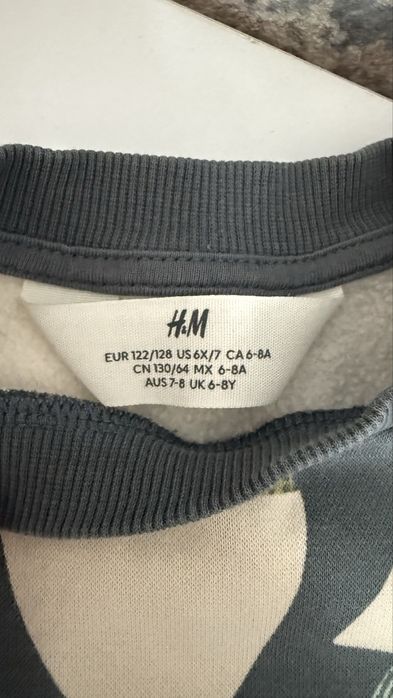 H&M
EUR 122/128 US 6X/7 CA 6-8A
CN 130/64 MX 6-8A
AUS 7-8 UK 6-8Y